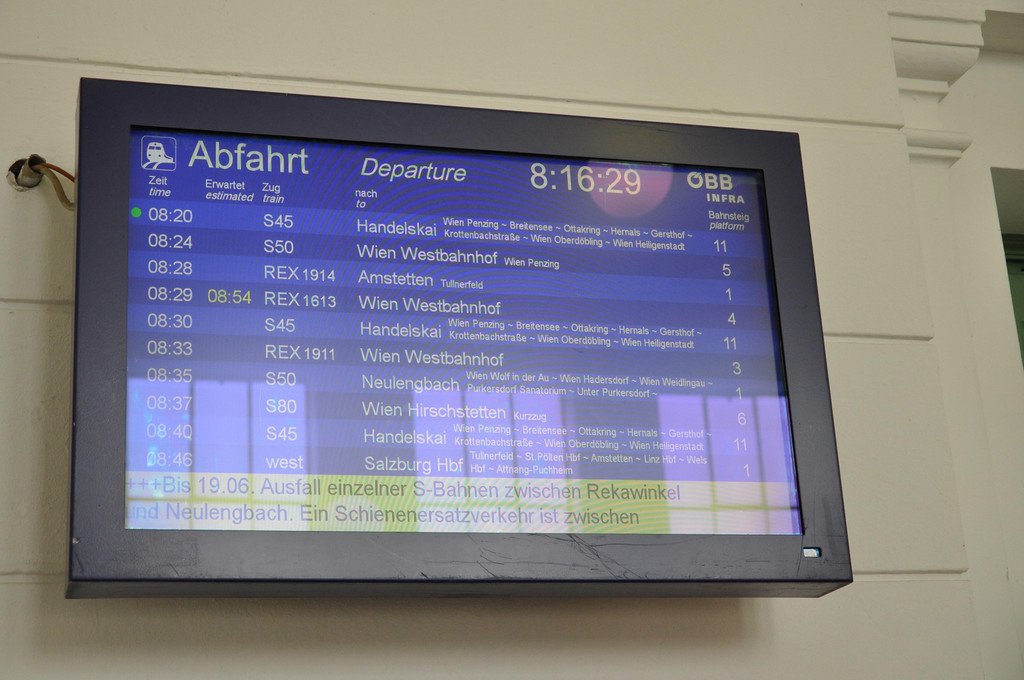 Abfahrt Departure 8:16:29 ÖBB INFRA
Zeit time Erwartet estimated Zug train nach to Bahnsteig platform
08:20 S45 Handelskai Wien Penzing ~ Breitensee ~ Ottakring ~ Hernals ~ Gersthof ~ Krottenbachstraße ~ Wien Oberdöbling ~ Wien Heiligenstadt 11
08:24 S50 Wien Westbahnhof Wien Penzing 5
08:28 REX 1914 Amstetten Tullnerfeld 1
08:29 08:54 REX 1613 Wien Westbahnhof 4
08:30 S45 Handelskai Wien Penzing ~ Breitensee ~ Ottakring ~ Hernals ~ Gersthof ~ Krottenbachstraße ~ Wien Oberdöbling ~ Wien Heiligenstadt 11
08:33 REX 1911 Wien Westbahnhof 3
08:35 S50 Neulengbach Wien Wolf in der Au ~ Wien Hadersdorf ~ Wien Weidlingau ~ Purkersdorf Sanatorium ~ Unter Purkersdorf ~ 1
08:37 S80 Wien Hirschstetten Kurzzug 6
08:40 S45 Handelskai Wien Penzing ~ Breitensee ~ Ottakring ~ Hernals ~ Gersthof ~ Krottenbachstraße ~ Wien Oberdöbling ~ Wien Heiligenstadt 11
08:46 west Salzburg Hbf Tullnerfeld ~ St.Pölten Hbf ~ Amstetten ~ Linz Hbf ~ Wels Hbf ~ Attnang-Puchheim 1
+++Bis 19.06. Ausfall einzelner S-Bahnen zwischen Rekawinkel
und Neulengbach. Ein Schienenersatzverkehr ist zwischen